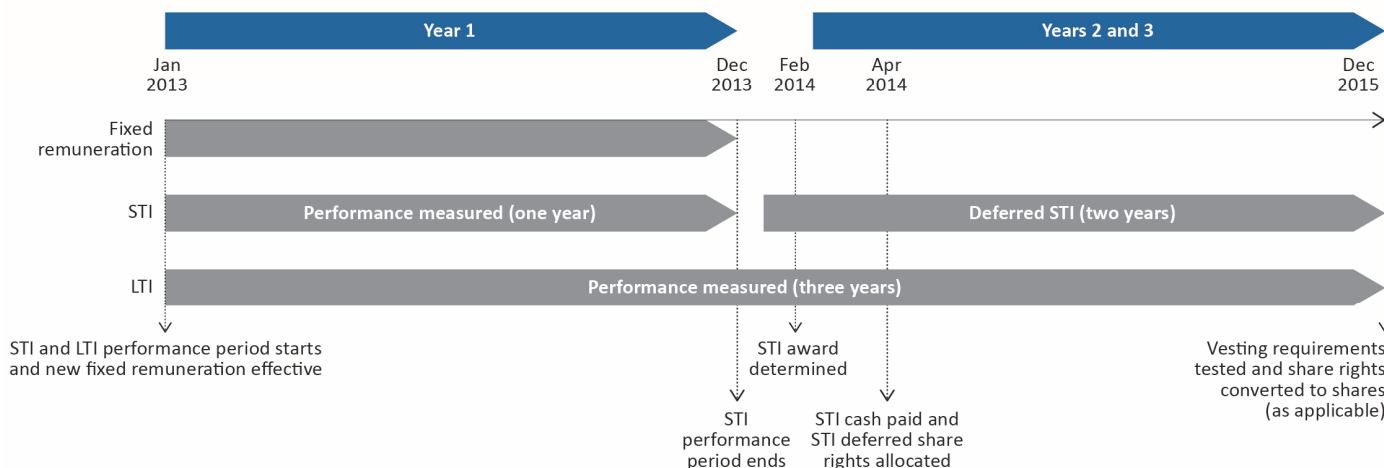 Year 1
Years 2 and 3
Jan
2013
Dec
2013
Feb
2014
Apr
2014
Dec
2015
Fixed
remuneration
STI
Performance measured (one year)
Deferred STI (two years)
LTI
Performance measured (three years)
STI and LTI performance period starts
and new fixed remuneration effective
STI award
determined
Vesting requirements
tested and share rights
converted to shares
(as applicable)
STI
performance
period ends
STI cash paid and
STI deferred share
rights allocated